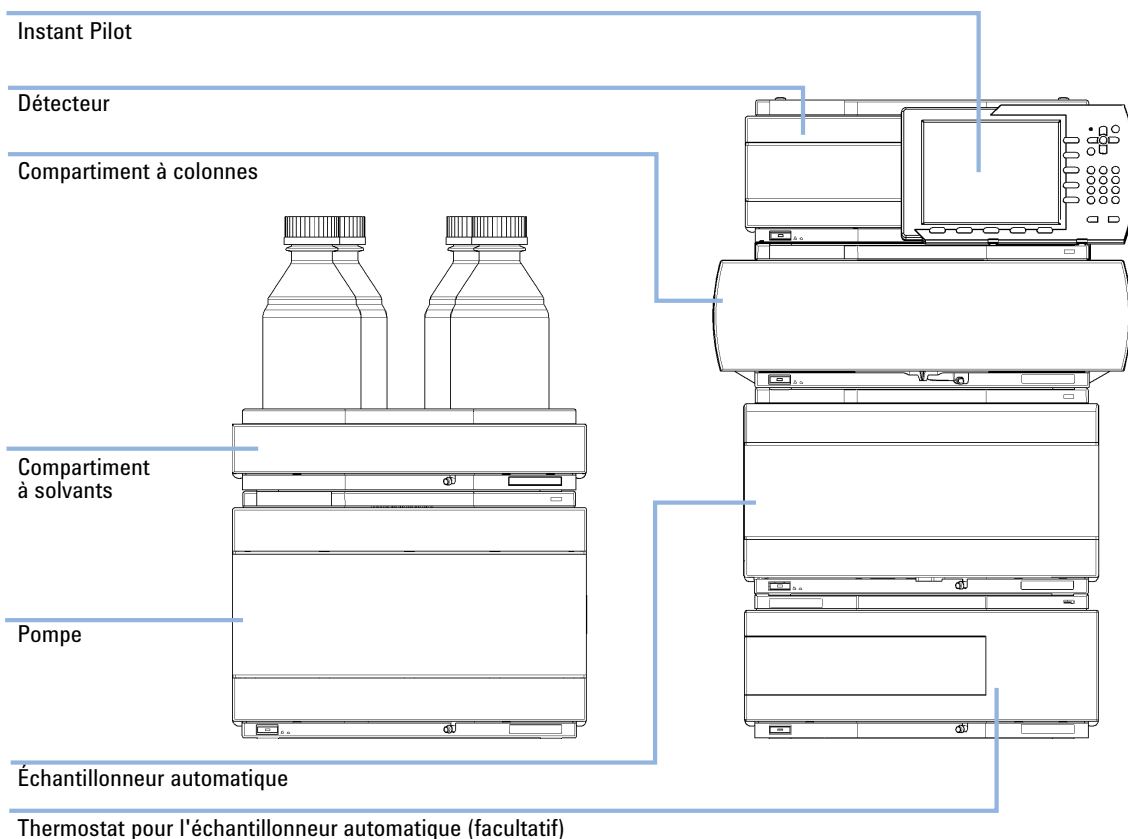 Instant Pilot
Détecteur
Compartiment à colonnes
Compartiment
à solvants
Pompe
Échantillonneur automatique
Thermostat pour l'échantillonneur automatique (facultatif)